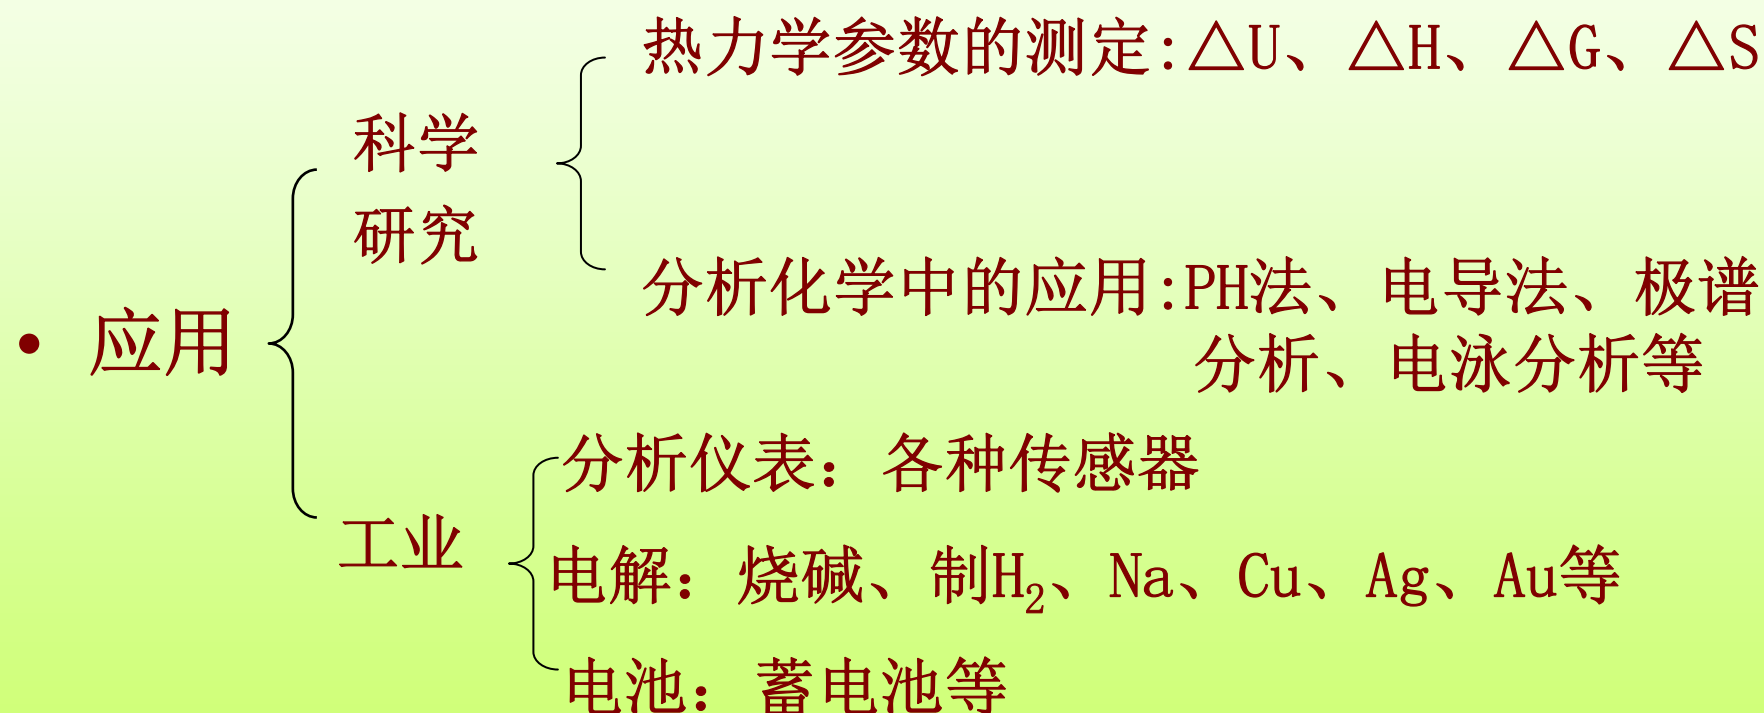 热力学参数的测定:△U、△H、△G、△S
科学
研究
分析化学中的应用:PH法、电导法、极谱
分析、电泳分析等
• 应用
分析仪表：各种传感器
工业
电解：烧碱、制H₂、Na、Cu、Ag、Au等
电池：蓄电池等